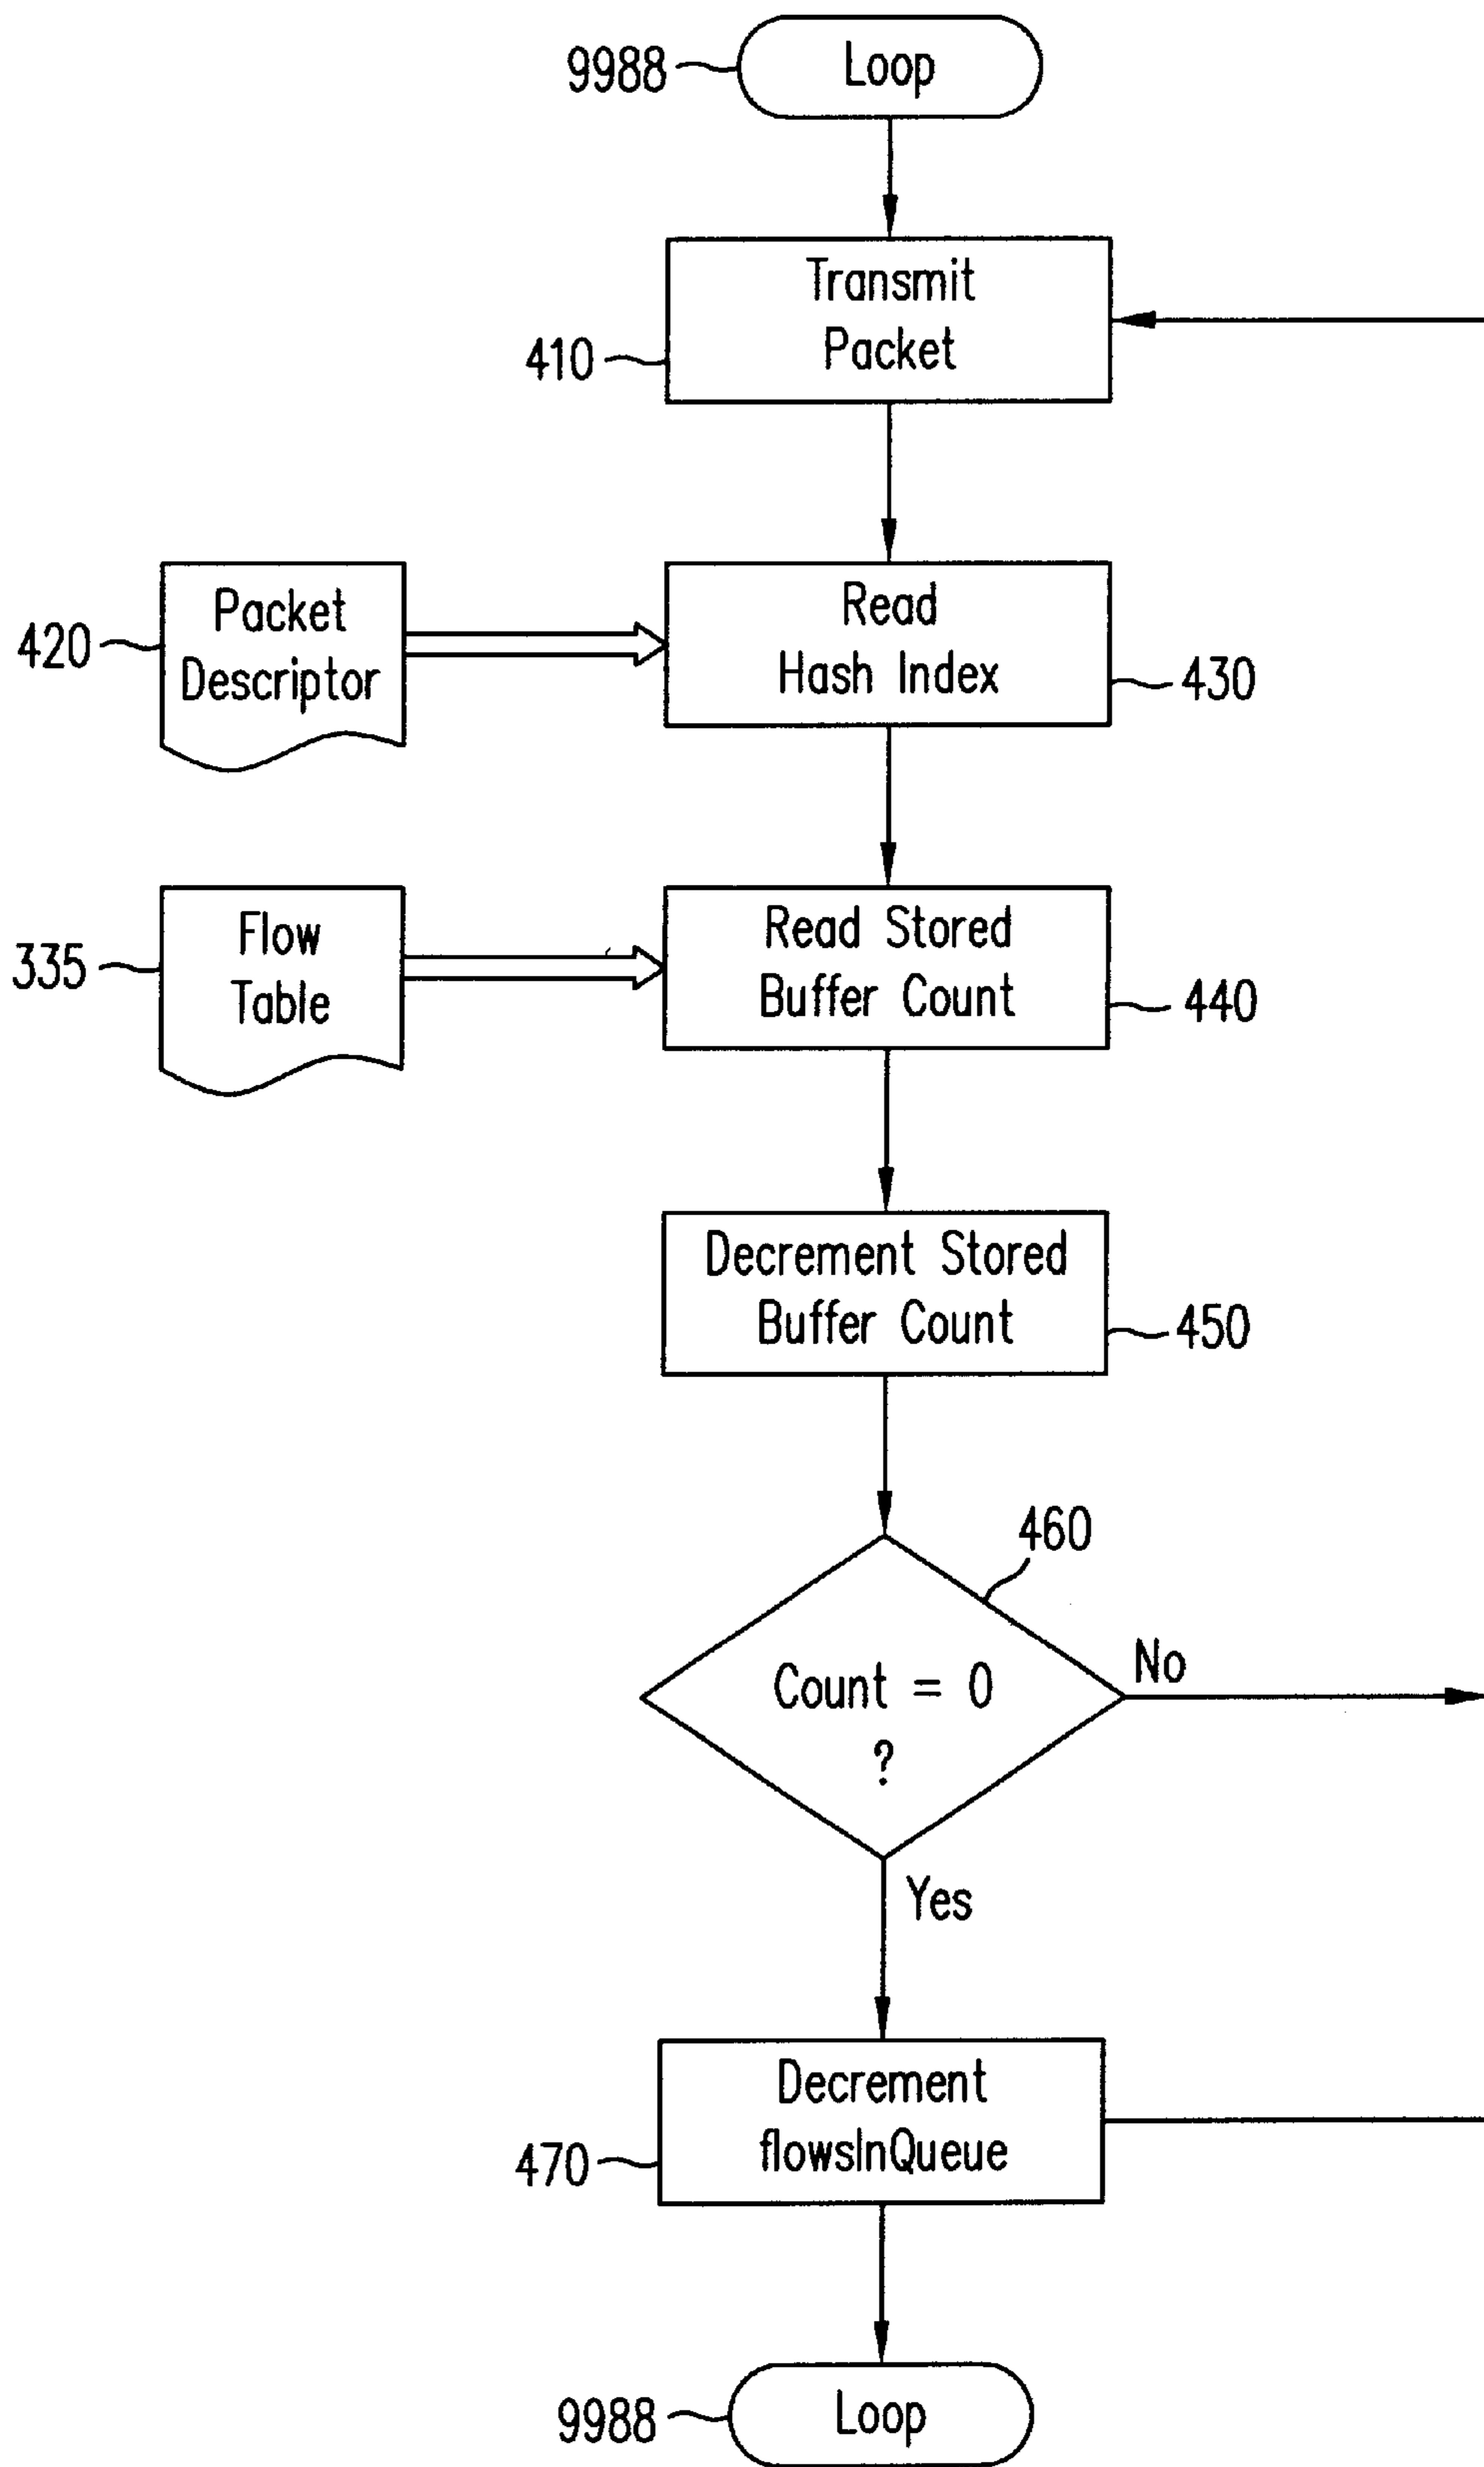 9988
Loop
Transmit
Packet
410
Packet
Descriptor
420
Read
Hash Index
430
Flow
Table
335
Read Stored
Buffer Count
440
Decrement Stored
Buffer Count
450
460
Count = 0
?
No
Yes
Decrement
flowsInQueue
470
9988
Loop